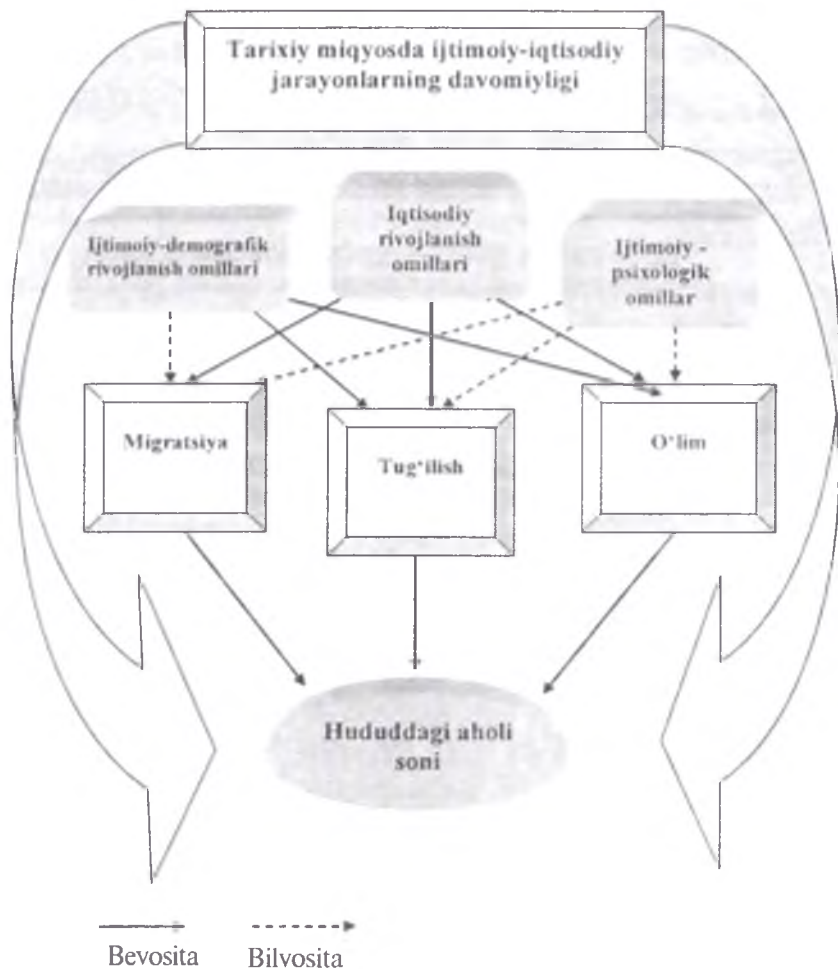 Tarixiy miqyosda ijtimoiy-iqtisodiy
jarayonlarning davomiyligi
Ijtimoiy-demografik
rivojlanish omillari
Iqtisodiy
rivojlanish
omillari
Ijtimoiy -
psixologik
omillar
Migratsiya
Tug‘ilish
O‘lim
Hududdagi aholi
soni
Bevosita
Bilvosita